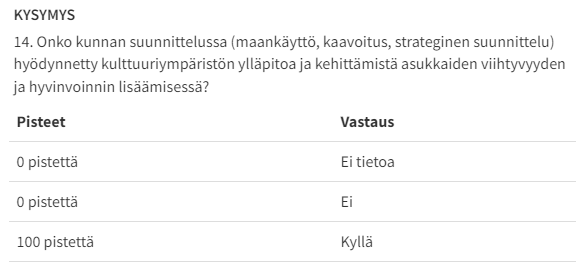 KYSYMYS
14. Onko kunnan suunnittelussa (maankäyttö, kaavoitus, strateginen suunnittelu)
hyödynnetty kulttuuriympäristön ylläpitoa ja kehittämistä asukkaiden viihtyvyyden
ja hyvinvoinnin lisäämisessä?
Pisteet Vastaus
0 pistettä Ei tietoa
0 pistettä Ei
100 pistettä Kyllä